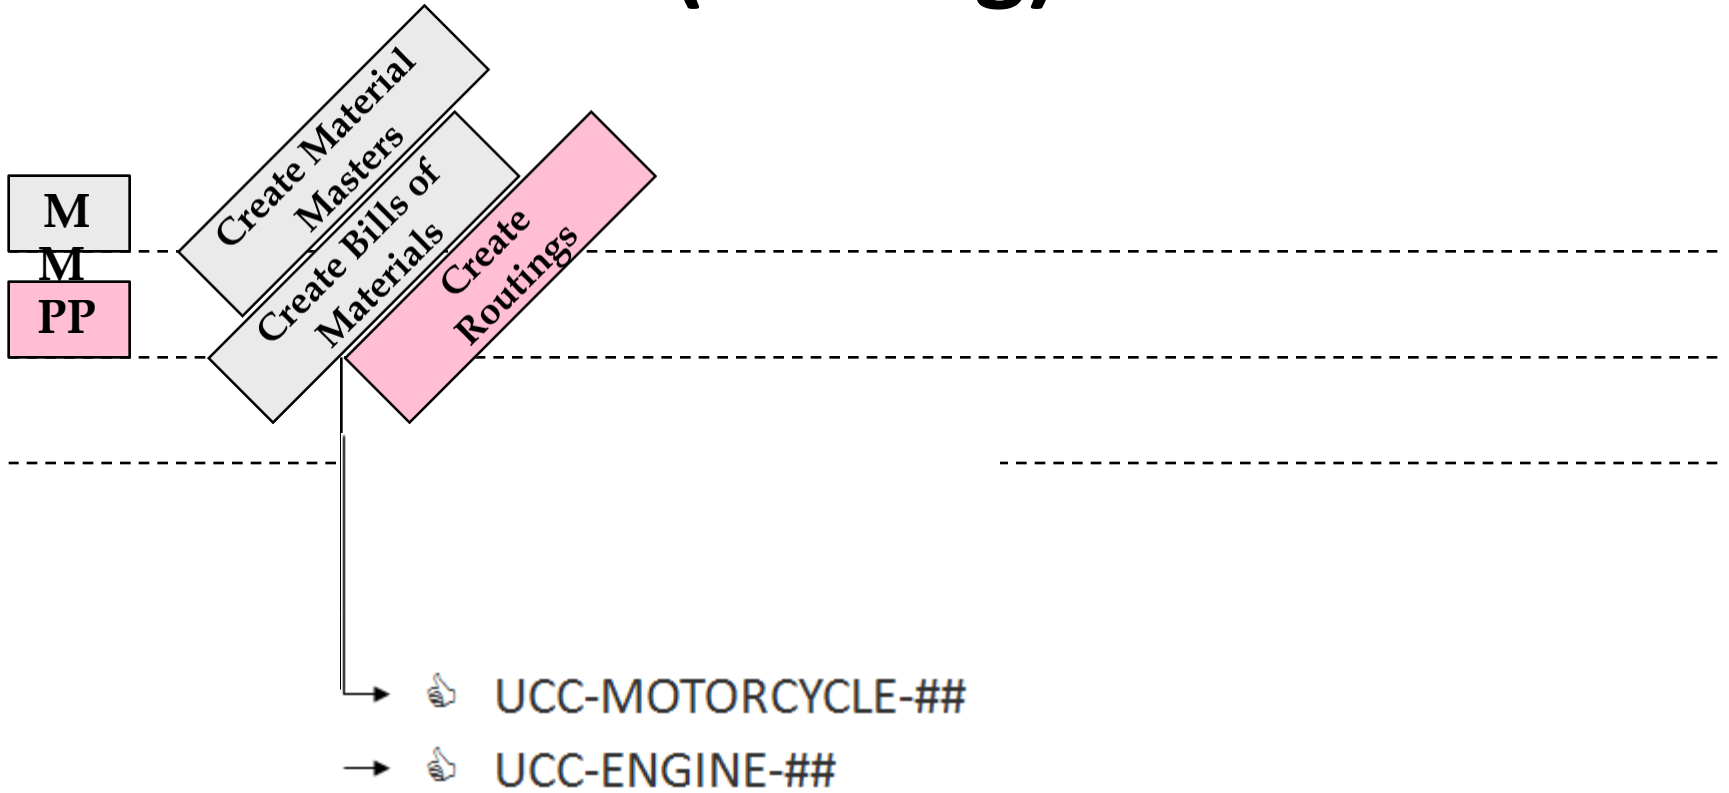 Create Material
Masters
Create Bills of
Materials
Create
Routings
M
M
PP
UCC-MOTORCYCLE-##
UCC-ENGINE-##